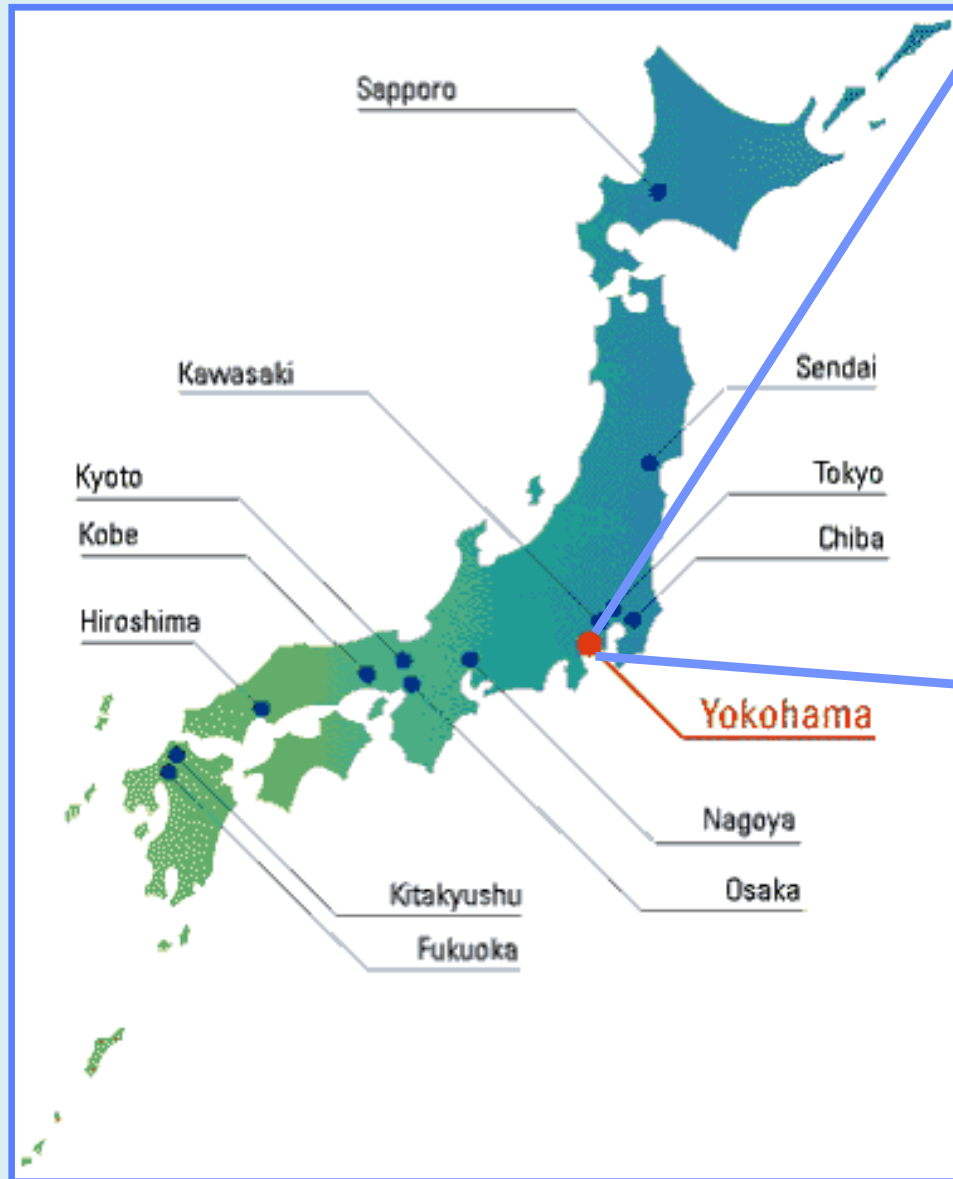 Sapporo
Kawasaki
Sendai
Kyoto
Tokyo
Kobe
Chiba
Hiroshima
Yokohama
Nagoya
Kitakyushu
Osaka
Fukuoka